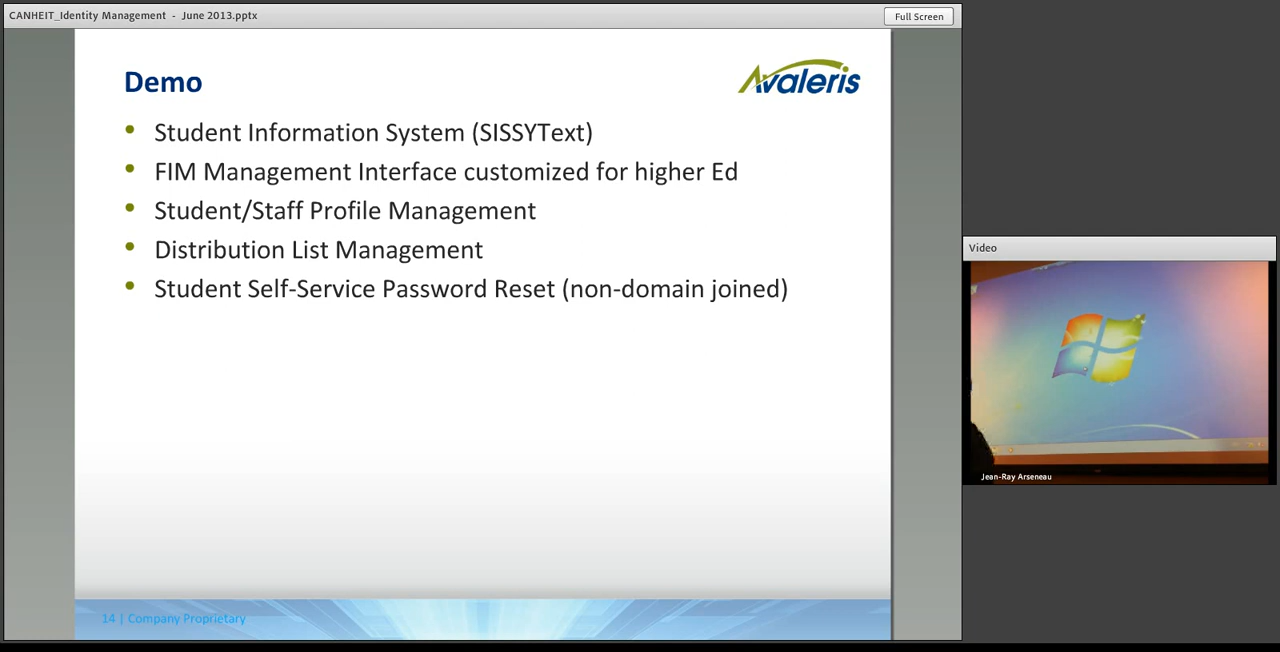 CANHEIT_Identity Management - June 2013.pptx
Full Screen
Demo
Avaleris
• Student Information System (SISSYText)
• FIM Management Interface customized for higher Ed
• Student/Staff Profile Management
• Distribution List Management
• Student Self-Service Password Reset (non-domain joined)
14 | Company Proprietary
Video
Jean-Ray Arseneau